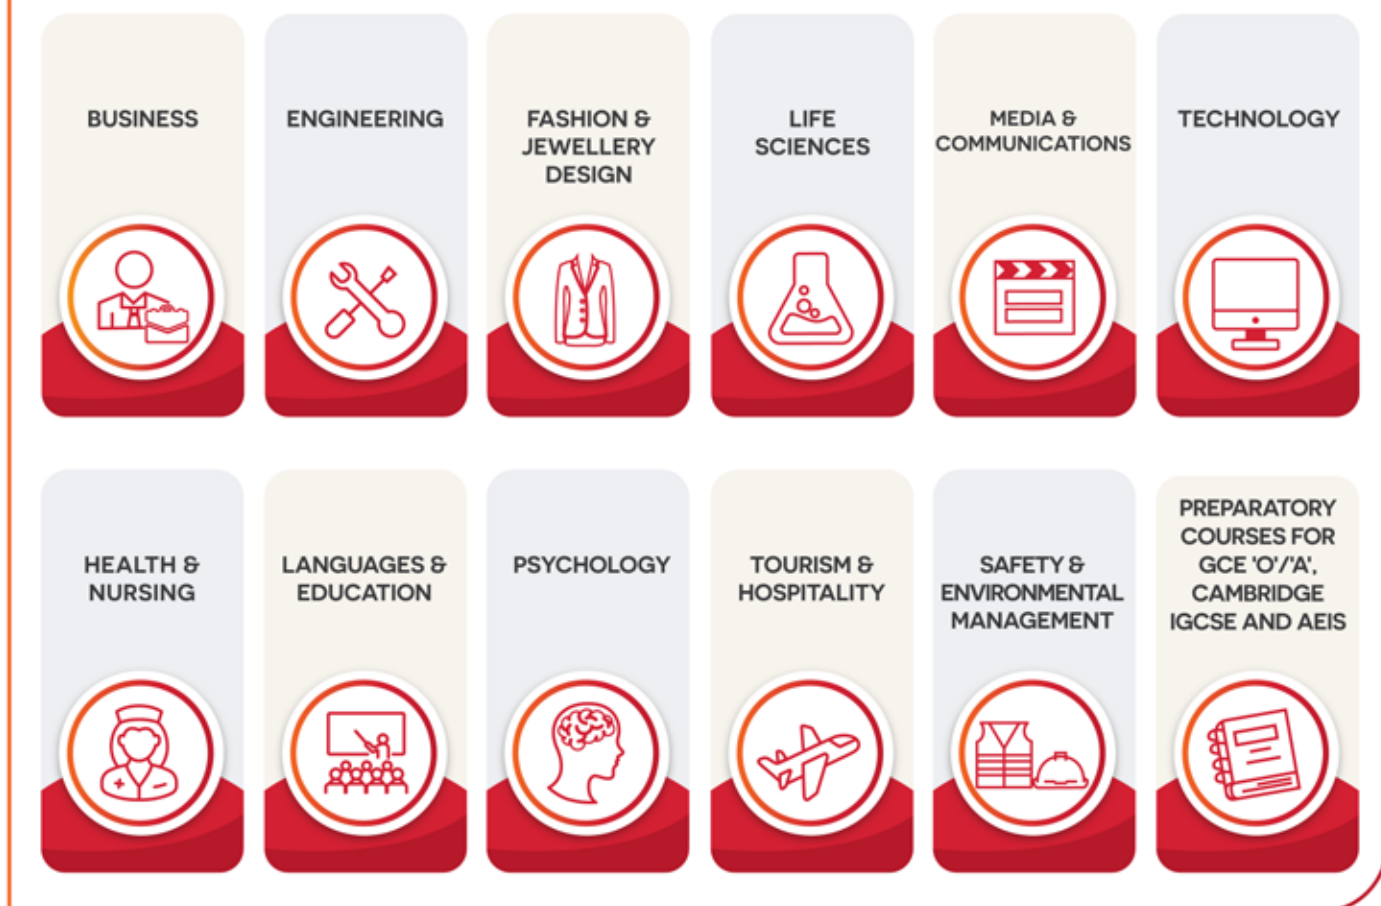 BUSINESS
ENGINEERING
FASHION &
JEWELLERY
DESIGN
LIFE
SCIENCES
MEDIA &
COMMUNICATIONS
TECHNOLOGY
HEALTH &
NURSING
LANGUAGES &
EDUCATION
PSYCHOLOGY
TOURISM &
HOSPITALITY
SAFETY &
ENVIRONMENTAL
MANAGEMENT
PREPARATORY
COURSES FOR
GCE 'O'/'A',
CAMBRIDGE
IGCSE AND AEIS